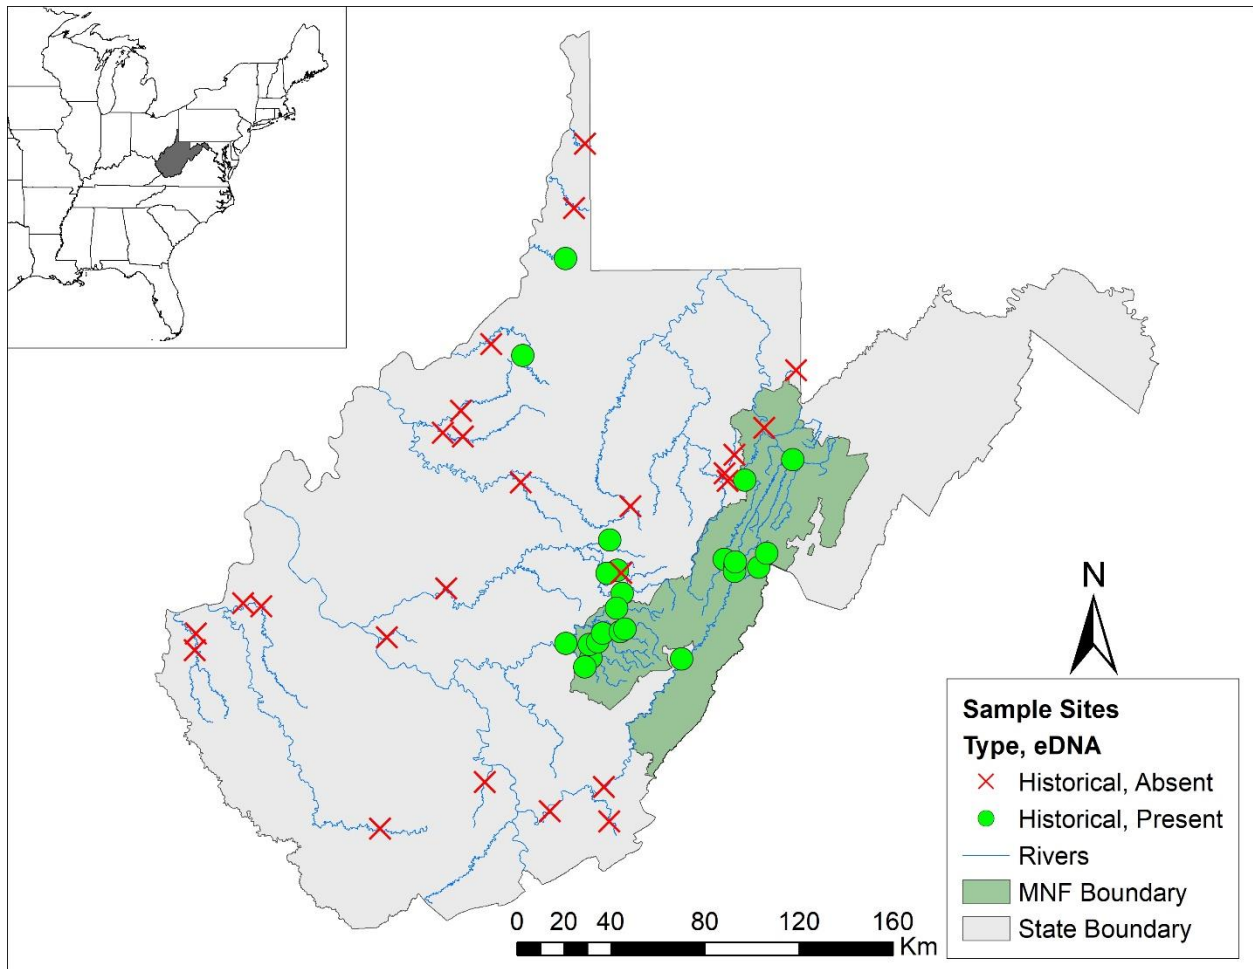 N
Sample Sites
Type, eDNA
Historical, Absent
Historical, Present
Rivers
MNF Boundary
State Boundary
0 20 40 80 120 160
Km